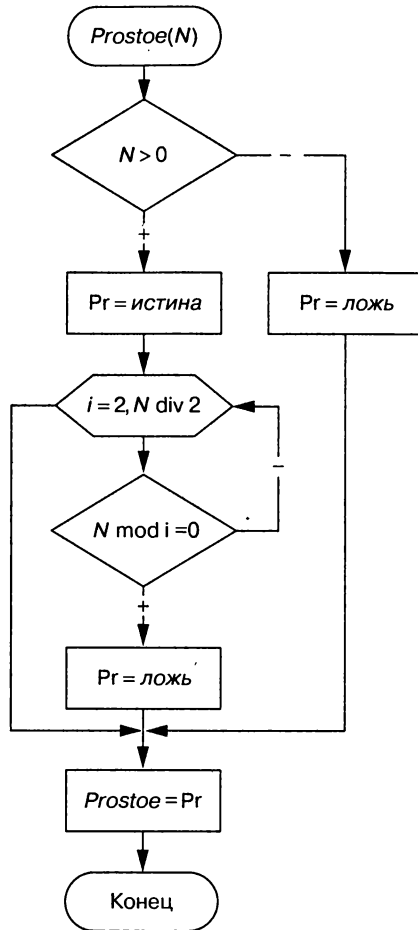 Prostoe(N)
N > 0
–
+
Pr = истина
Pr = ложь
i = 2, N div 2
–
N mod i =0
+
Pr = ложь
Prostoe = Pr
Конец